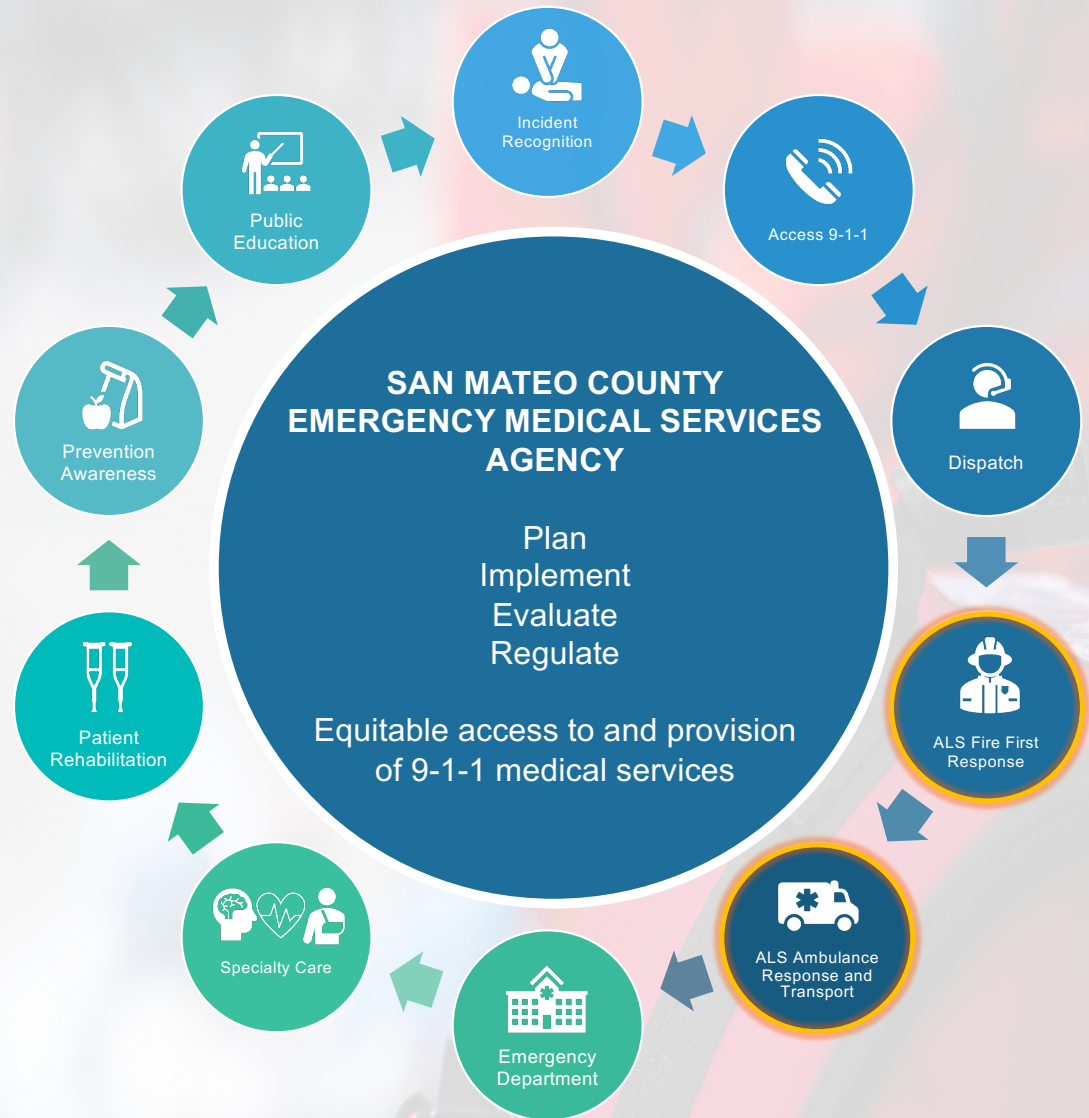 Incident
Recognition
Access 9-1-1
Dispatch
ALS Fire First
Response
ALS Ambulance
Response and
Transport
Emergency
Department
Specialty Care
Patient
Rehabilitation
Prevention
Awareness
Public
Education
SAN MATEO COUNTY
EMERGENCY MEDICAL SERVICES
AGENCY
Plan
Implement
Evaluate
Regulate
Equitable access to and provision
of 9-1-1 medical services